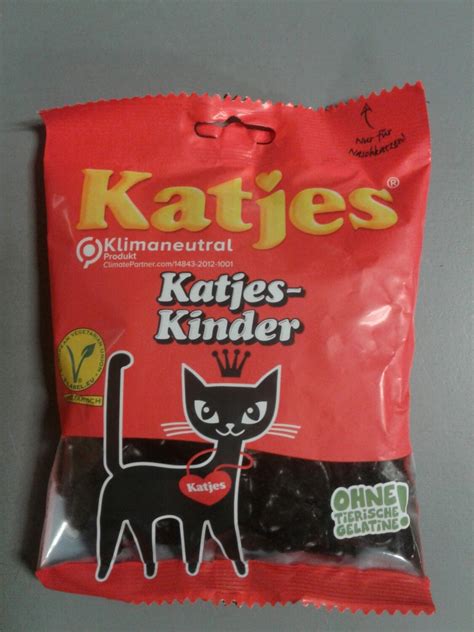 Nur für
Naschkatzen!
Katjes®
Klimaneutral
Produkt
ClimatePartner.com/14843-2012-1001
Katjes-
Kinder
Katjes
OHNE
TIERISCHE
GELATINE!